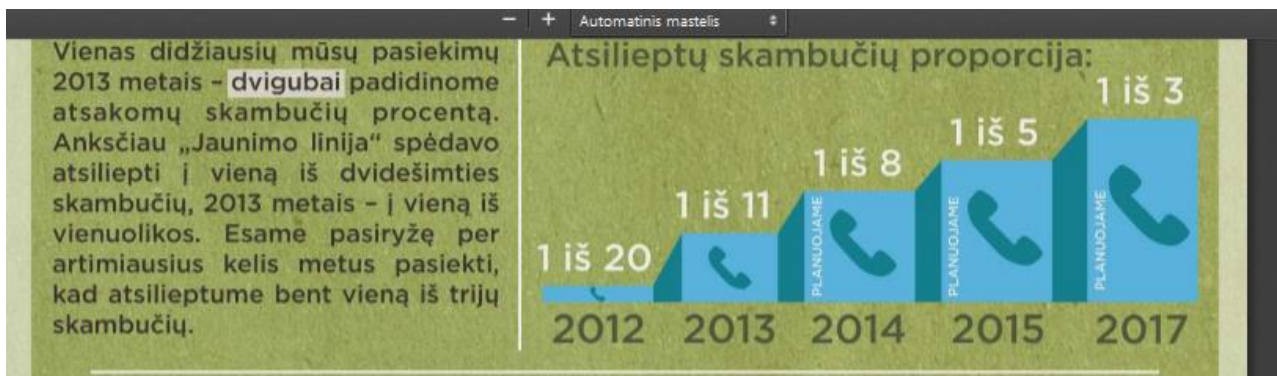 Automatinis mastelis
Vienas didžiausių mūsų pasiekimų
2013 metais – dvigubai padidinome
atsakomų skambučių procentą.
Anksčiau „Jaunimo linija“ spėdavo
atsiliepti į vieną iš dvidešimties
skambučių, 2013 metais – į vieną iš
vienuolikos. Esame pasiryžę per
artimiausius kelis metus pasiekti,
kad atsilieptume bent vieną iš trijų
skambučių.
Atsilieptų skambučių proporcija:
1 iš 20
1 iš 11
1 iš 8
1 iš 5
1 iš 3
PLANUOJAME
PLANUOJAME
PLANUOJAME
2012 2013 2014 2015 2017